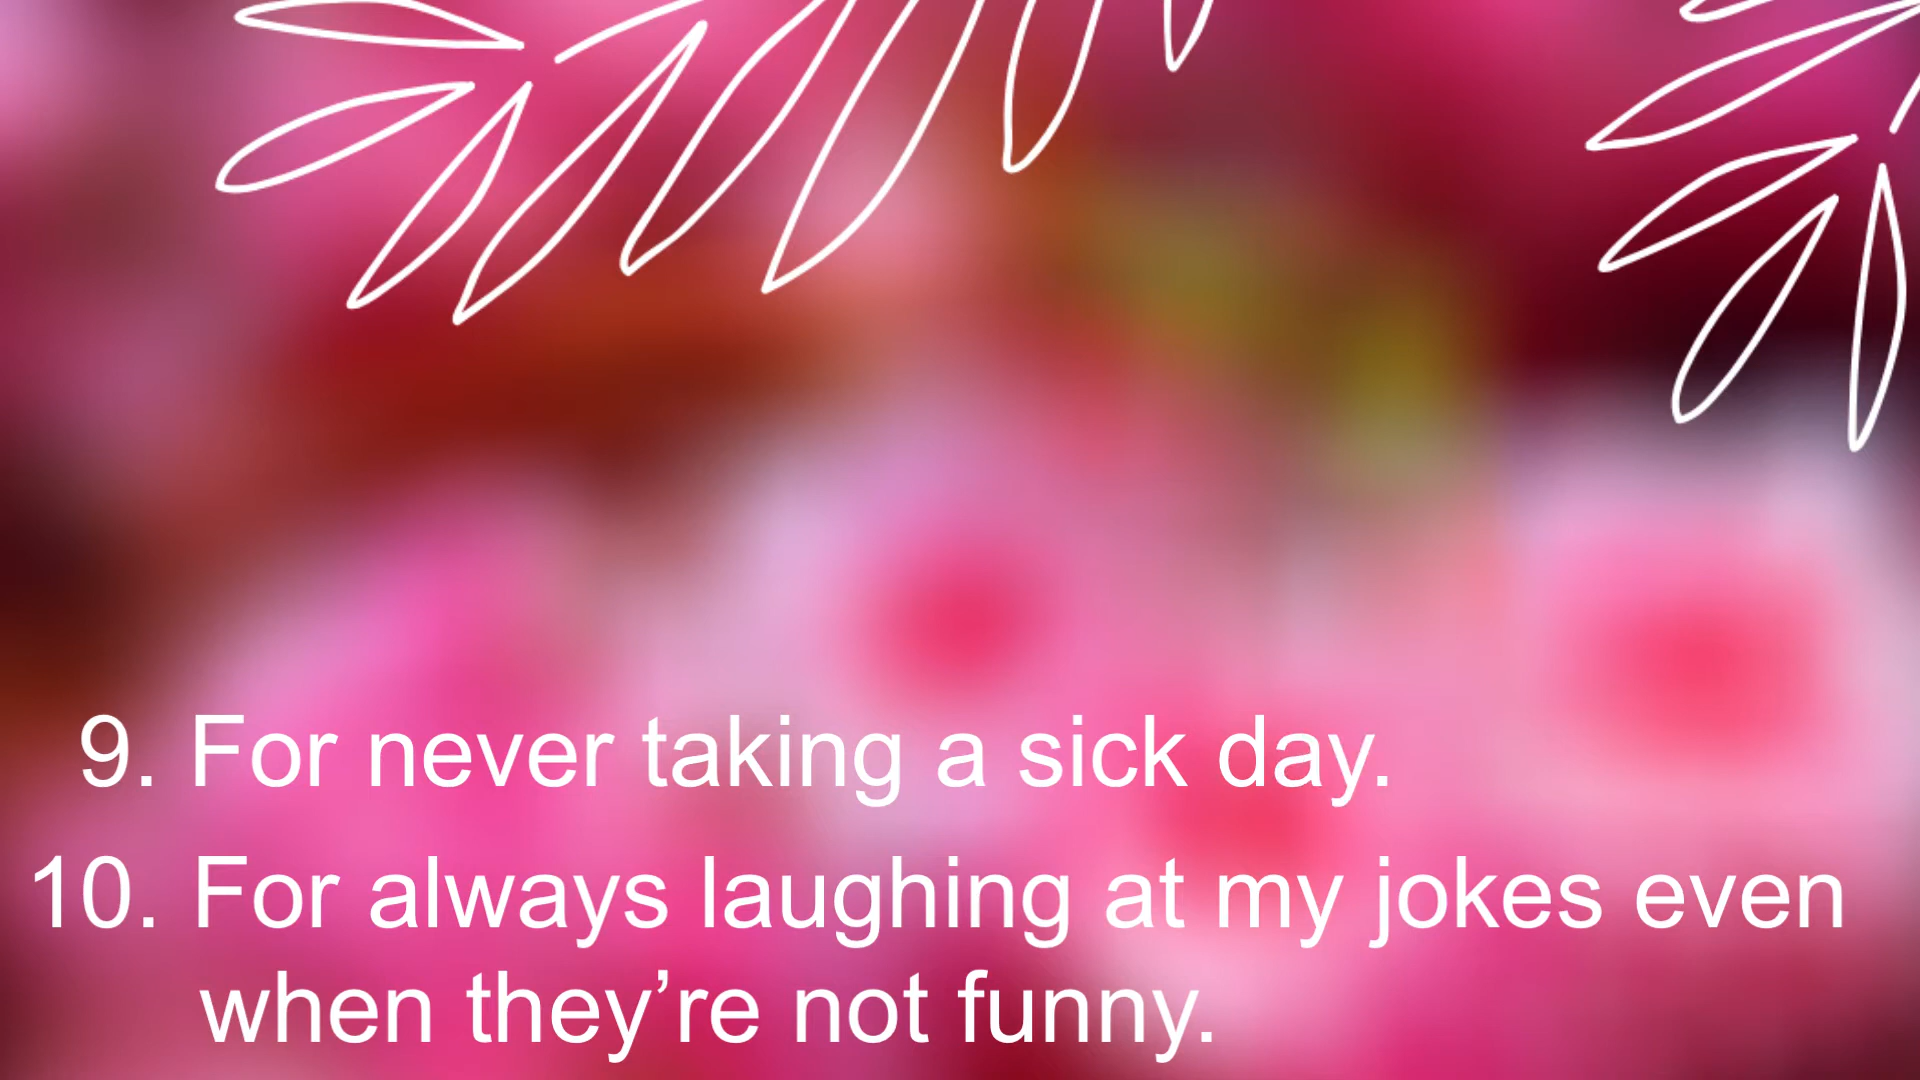 9. For never taking a sick day.
10. For always laughing at my jokes even
when they’re not funny.